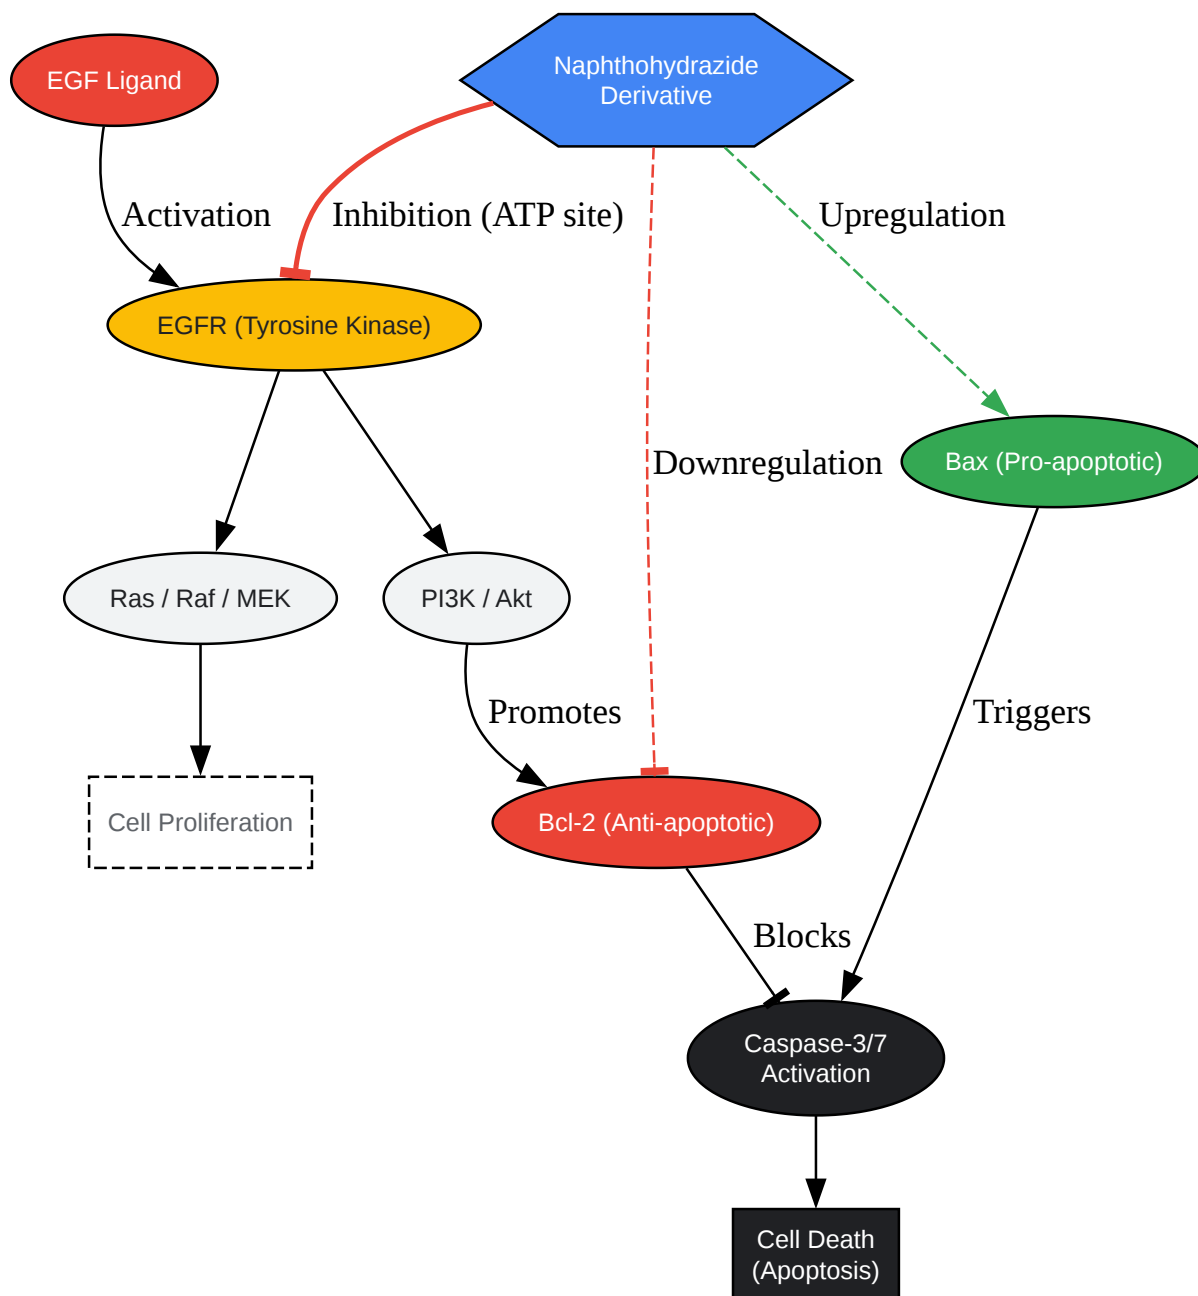 EGF Ligand
Naphthohydrazide
Derivative
Activation
Inhibition (ATP site)
Upregulation
EGFR (Tyrosine Kinase)
Downregulation
Bax (Pro-apoptotic)
Ras / Raf / MEK
PI3K / Akt
Promotes
Triggers
Cell Proliferation
Bcl-2 (Anti-apoptotic)
Blocks
Caspase-3/7
Activation
Cell Death
(Apoptosis)